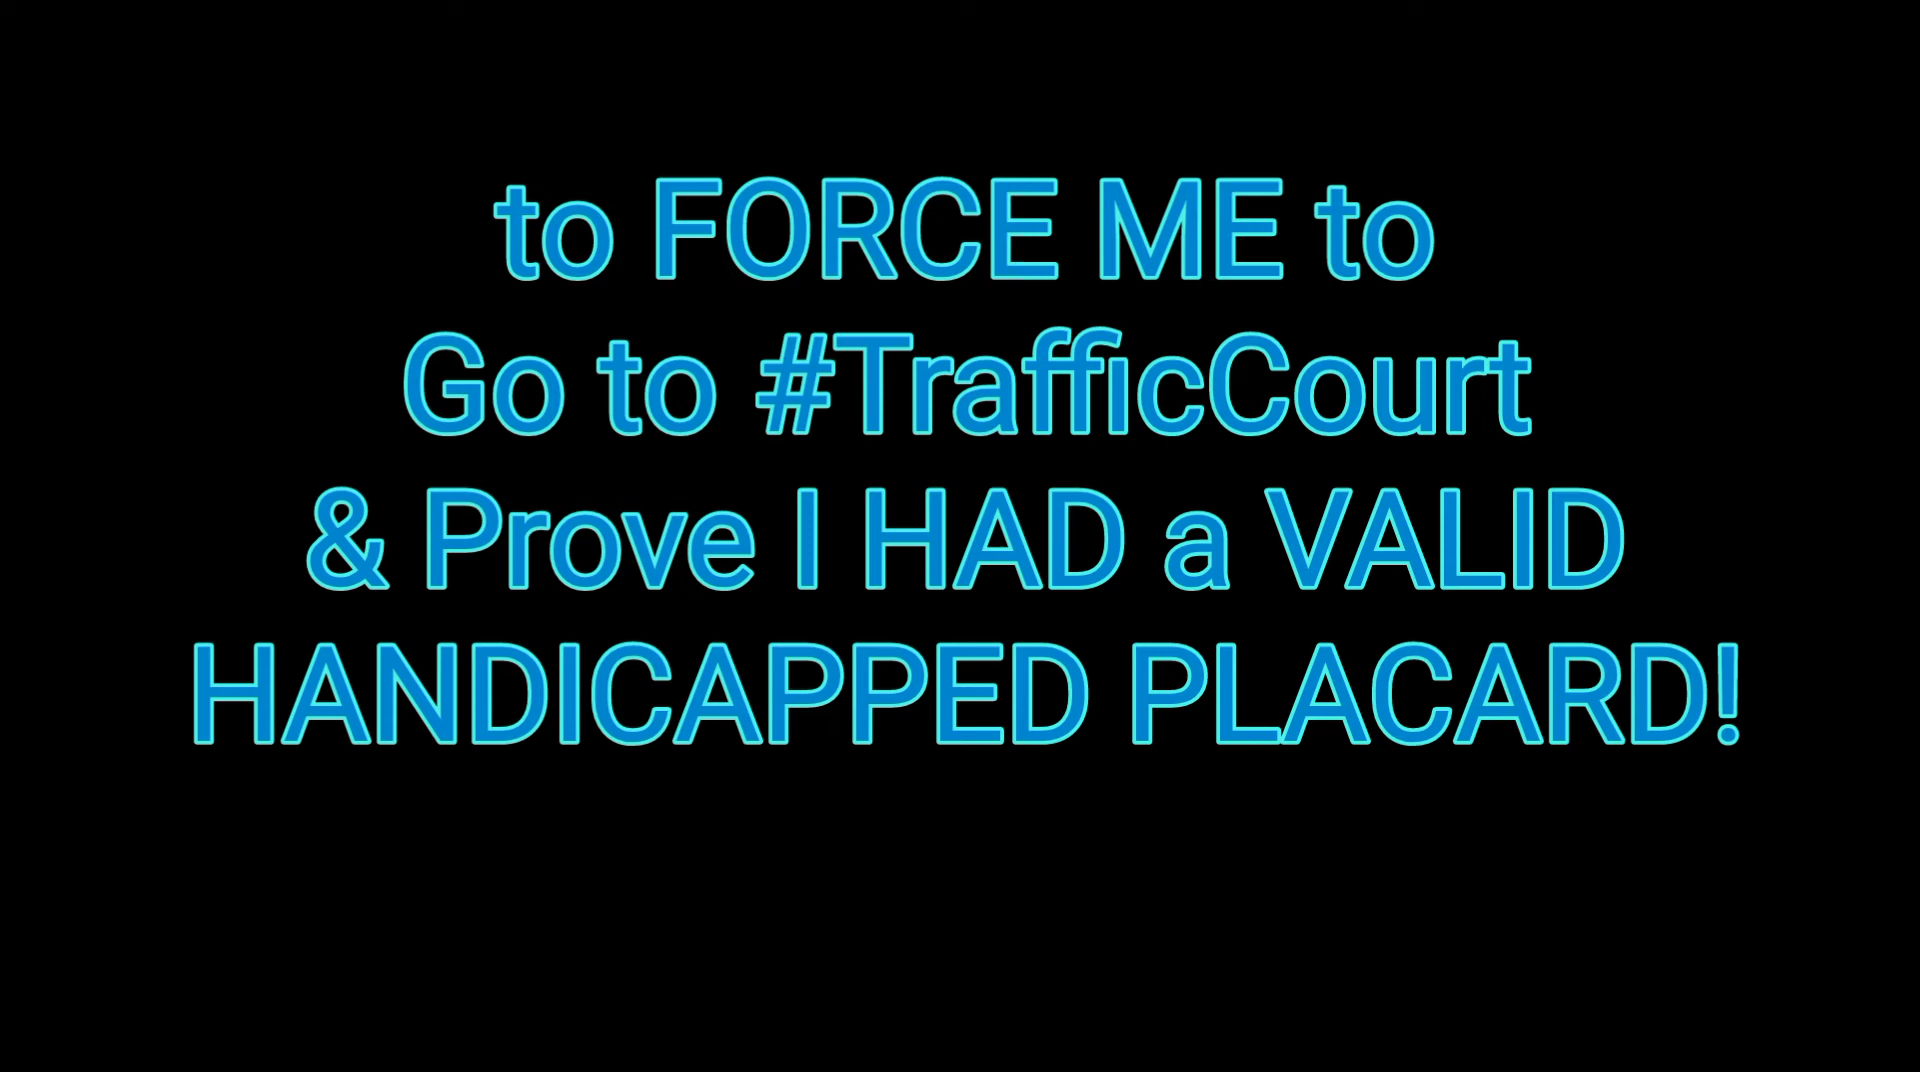 to FORCE ME to
Go to #TrafficCourt
& Prove I HAD a VALID
HANDICAPPED PLACARD!